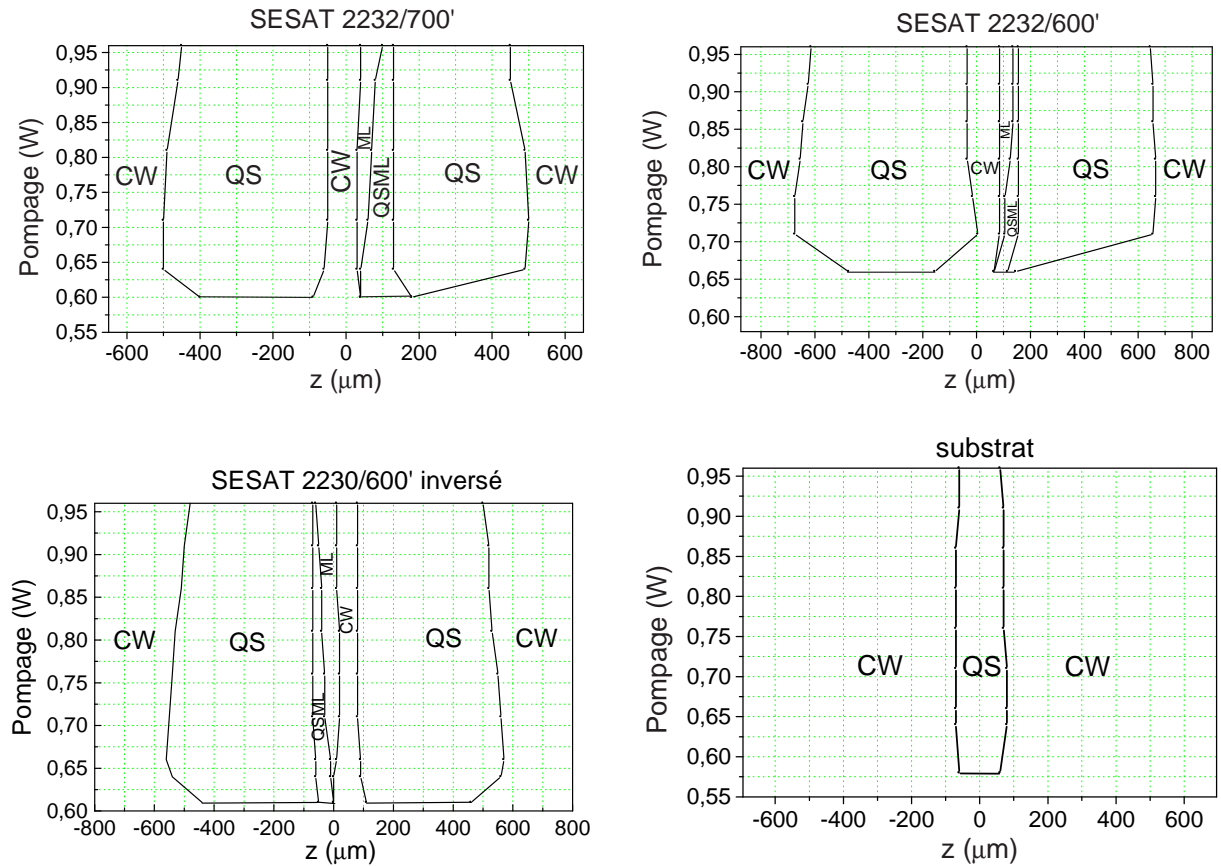 SESAT 2232/700'
0,95
0,90
0,85
0,80
0,75
0,70
0,65
0,60
0,55
Pompage (W)
CW
QS
CW
ML
QSML
QS
CW
-600 -400 -200 0 200 400 600
z (μm)
SESAT 2232/600'
0,95
0,90
0,85
0,80
0,75
0,70
0,65
0,60
Pompage (W)
CW
QS
CW
ML
QSML
QS
CW
-800 -600 -400 -200 0 200 400 600 800
z (μm)
SESAT 2230/600' inversé
0,95
0,90
0,85
0,80
0,75
0,70
0,65
0,60
Pompage (W)
CW
QS
QSML
ML
CW
QS
CW
-800 -600 -400 -200 0 200 400 600 800
z (μm)
substrat
0,95
0,90
0,85
0,80
0,75
0,70
0,65
0,60
0,55
Pompage (W)
CW
QS
CW
-600 -400 -200 0 200 400 600
z (μm)